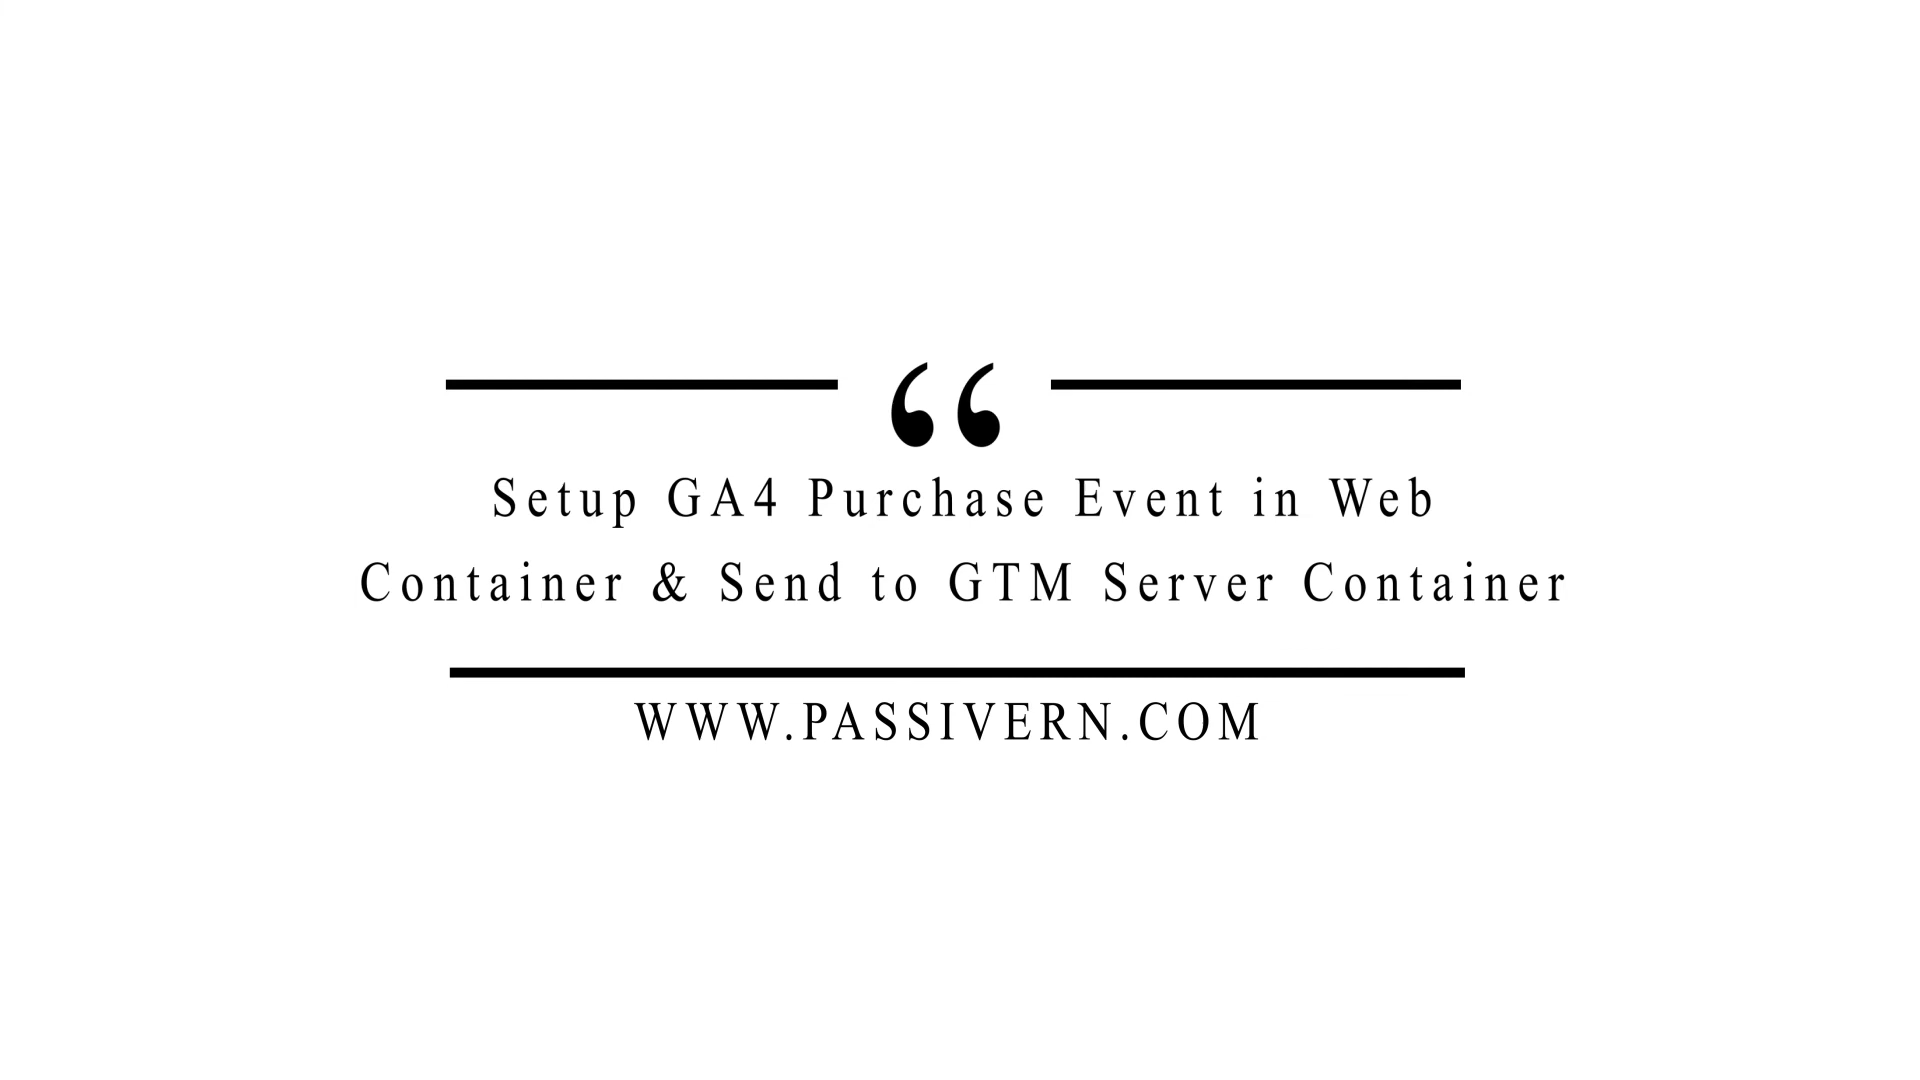 “
Setup GA4 Purchase Event in Web
Container & Send to GTM Server Container
WWW.PASSIVERN.COM